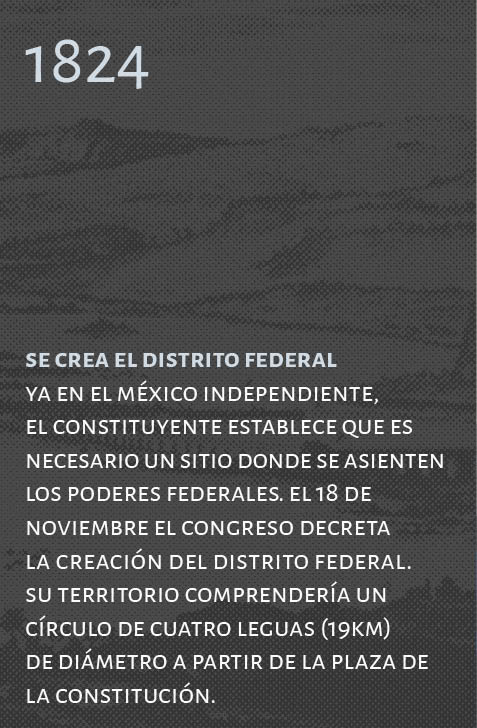 1824
SE CREA EL DISTRITO FEDERAL
YA EN EL MÉXICO INDEPENDIENTE,
EL CONSTITUYENTE ESTABLECE QUE ES
NECESARIO UN SITIO DONDE SE ASIENTEN
LOS PODERES FEDERALES. EL 18 DE
NOVIEMBRE EL CONGRESO DECRETA
LA CREACIÓN DEL DISTRITO FEDERAL.
SU TERRITORIO COMPRENDERÍA UN
CÍRCULO DE CUATRO LEGUAS (19KM)
DE DIÁMETRO A PARTIR DE LA PLAZA DE
LA CONSTITUCIÓN.